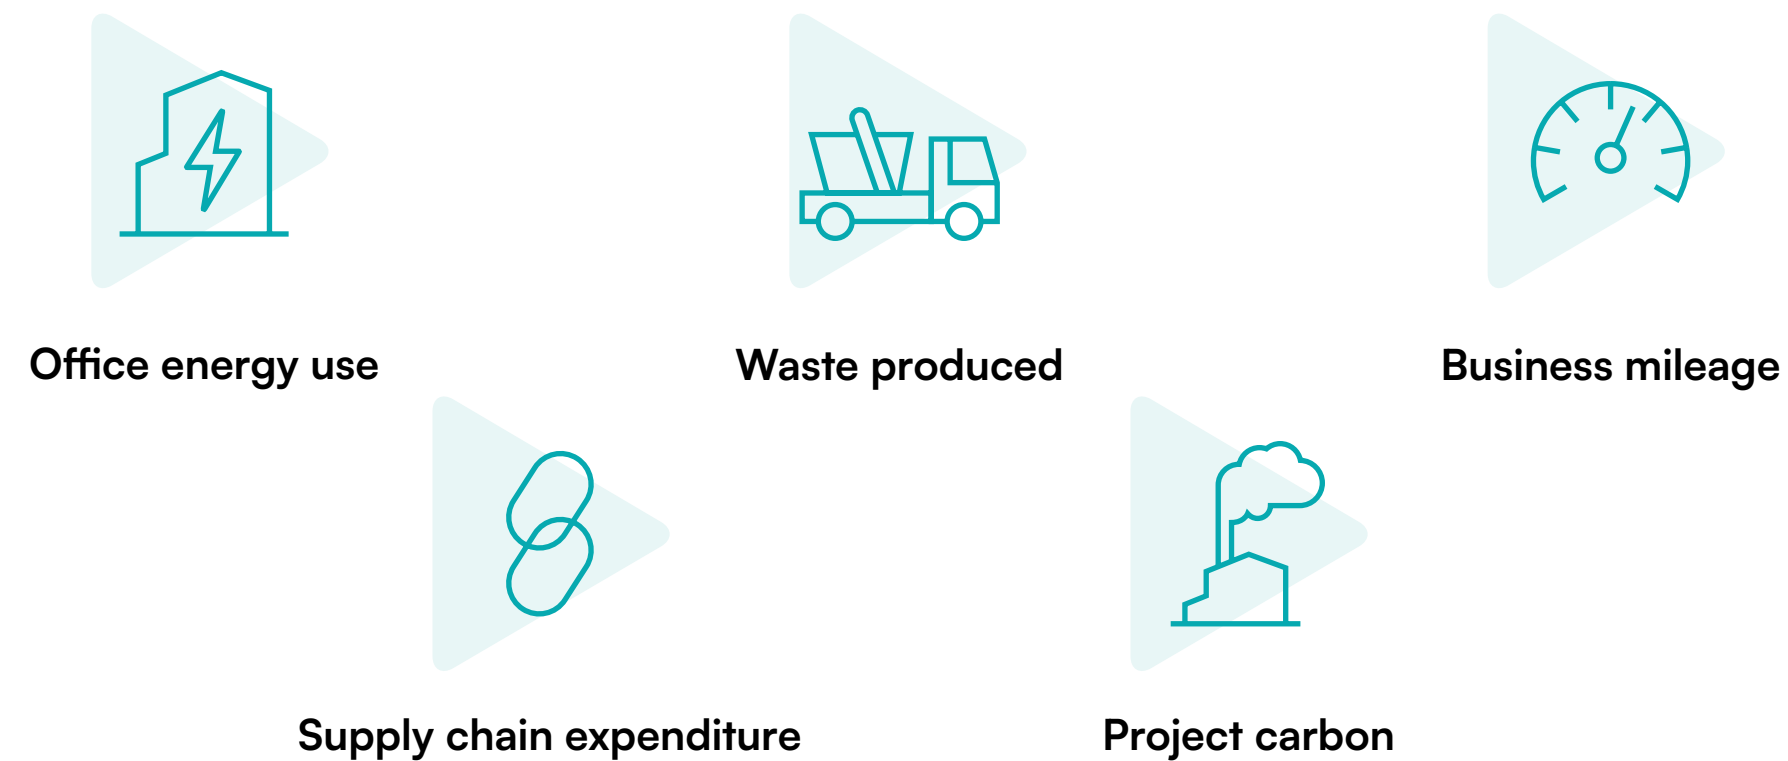 Office energy use
Waste produced
Business mileage
Supply chain expenditure
Project carbon